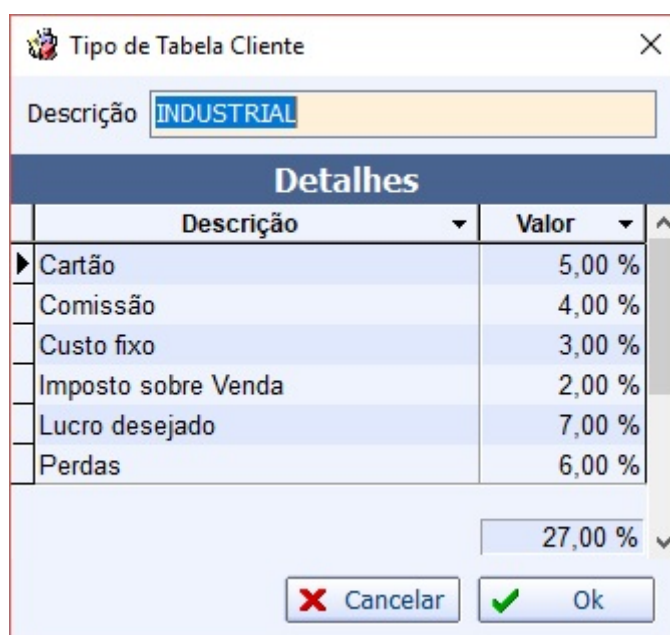 Tipo de Tabela Cliente
Descrição INDUSTRIAL
Detalhes
Descrição Valor
Cartão 5,00 %
Comissão 4,00 %
Custo fixo 3,00 %
Imposto sobre Venda 2,00 %
Lucro desejado 7,00 %
Perdas 6,00 %
27,00 %
Cancelar Ok